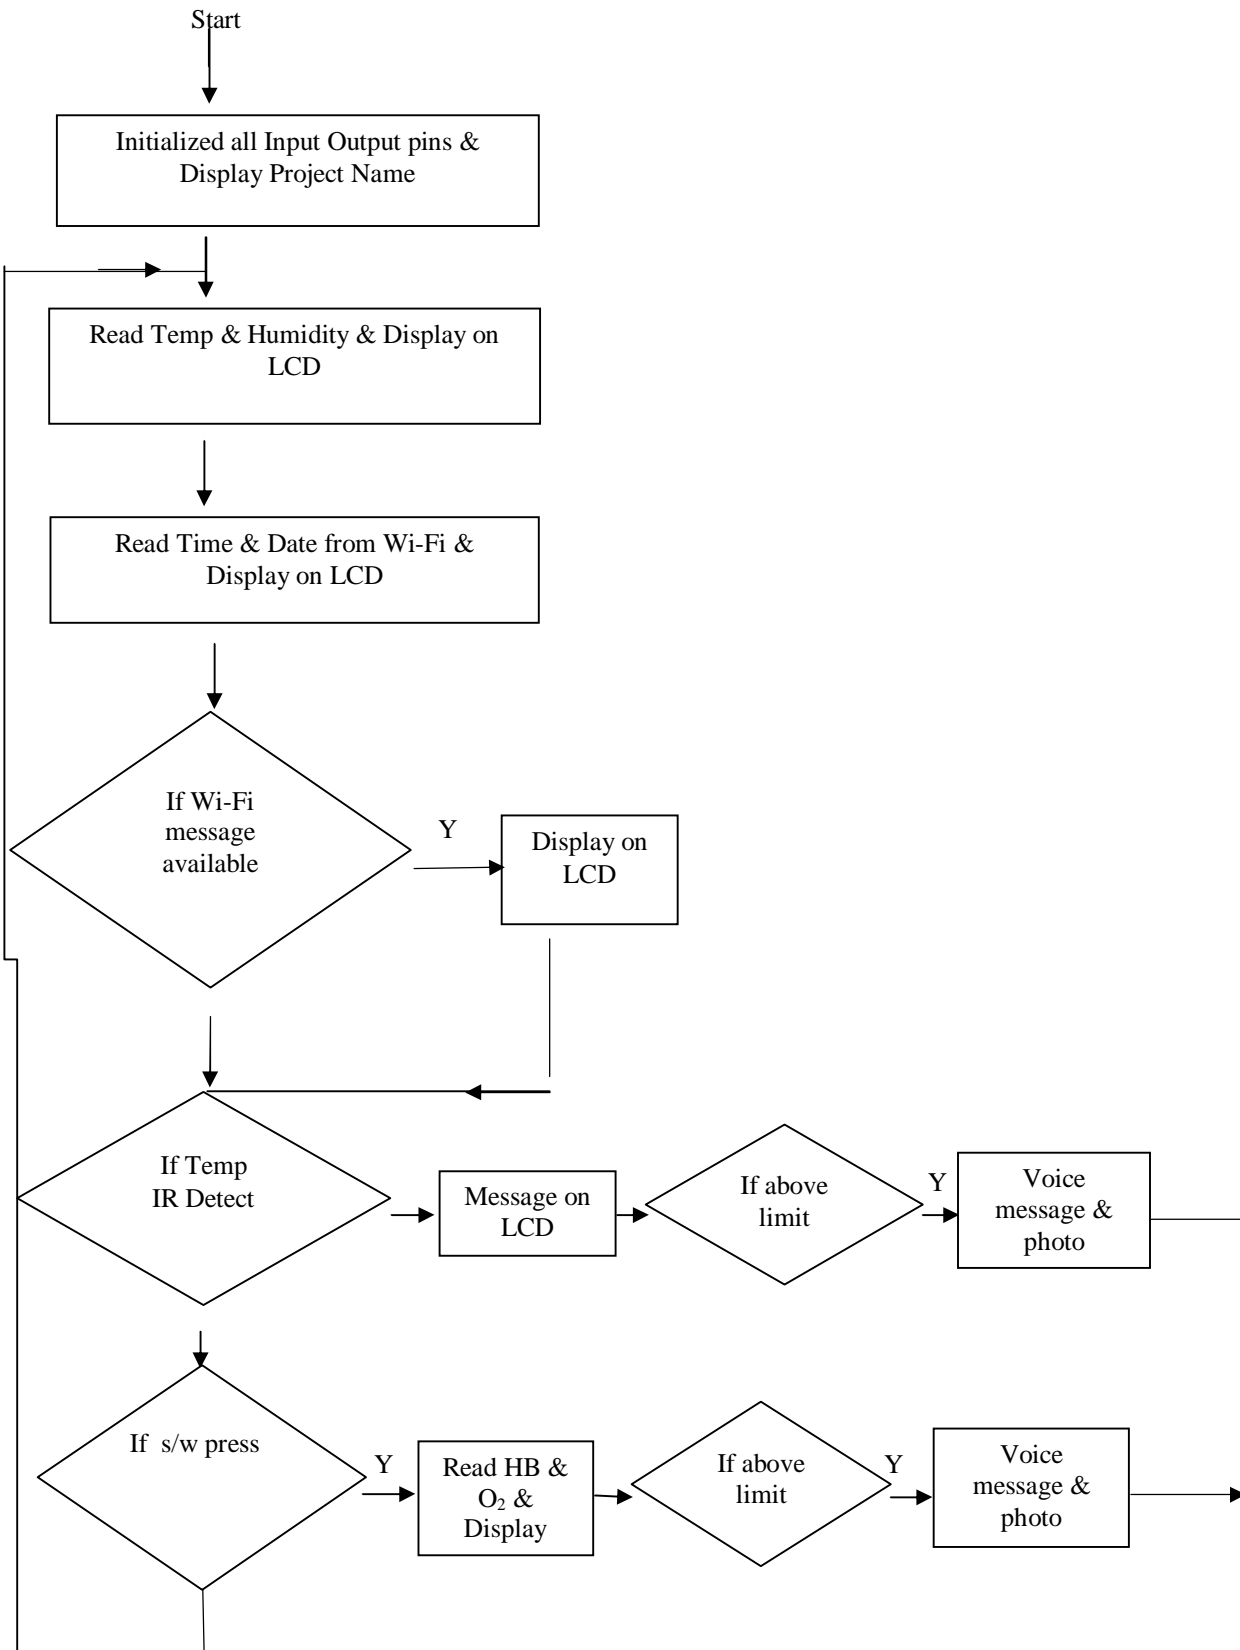 Start
Initialized all Input Output pins &
Display Project Name
Read Temp & Humidity & Display on
LCD
Read Time & Date from Wi-Fi &
Display on LCD
If Wi-Fi
message
available
Y
Display on
LCD
If Temp
IR Detect
Message on
LCD
If above
limit
Y
Voice
message &
photo
If s/w press
Y
Read HB &
O₂ &
Display
If above
limit
Y
Voice
message &
photo